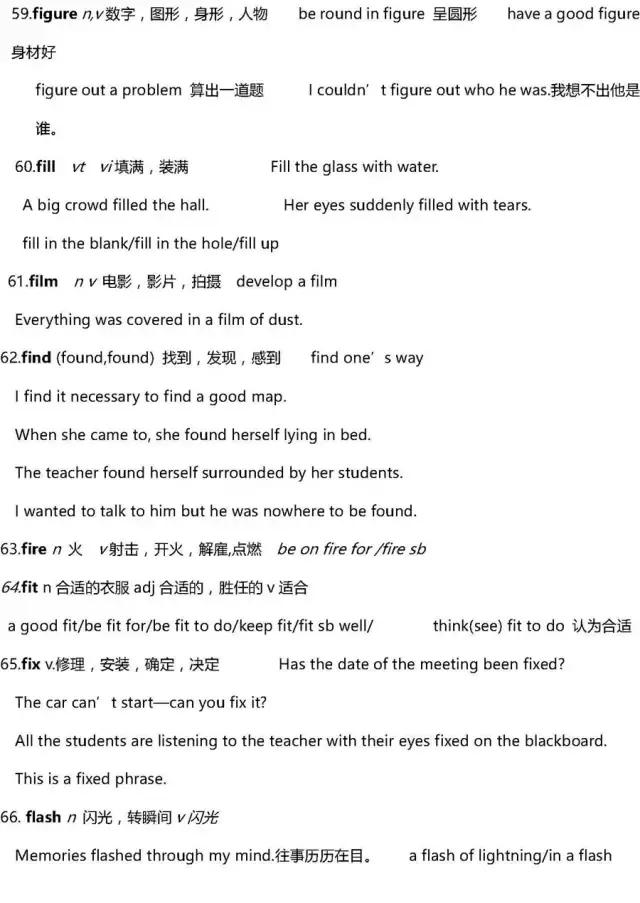 59.figure n,v数字，图形，身形，人物 be round in figure 呈圆形 have a good figure
身材好
figure out a problem 算出一道题 I couldn't figure out who he was.我想不出他是
谁。
60.fill vt vi填满，装满 Fill the glass with water.
A big crowd filled the hall. Her eyes suddenly filled with tears.
fill in the blank/fill in the hole/fill up
61.film n v 电影，影片，拍摄 develop a film
Everything was covered in a film of dust.
62.find (found,found) 找到，发现，感到 find one's way
I find it necessary to find a good map.
When she came to, she found herself lying in bed.
The teacher found herself surrounded by her students.
I wanted to talk to him but he was nowhere to be found.
63.fire n 火 v射击，开火，解雇,点燃 be on fire for /fire sb
64.fit n 合适的衣服 adj 合适的，胜任的 v 适合
a good fit/be fit for/be fit to do/keep fit/fit sb well/ think(see) fit to do 认为合适
65.fix v.修理，安装，确定，决定 Has the date of the meeting been fixed?
The car can't start—can you fix it?
All the students are listening to the teacher with their eyes fixed on the blackboard.
This is a fixed phrase.
66. flash n 闪光，转瞬间 v 闪光
Memories flashed through my mind.往事历历在目。 a flash of lightning/in a flash